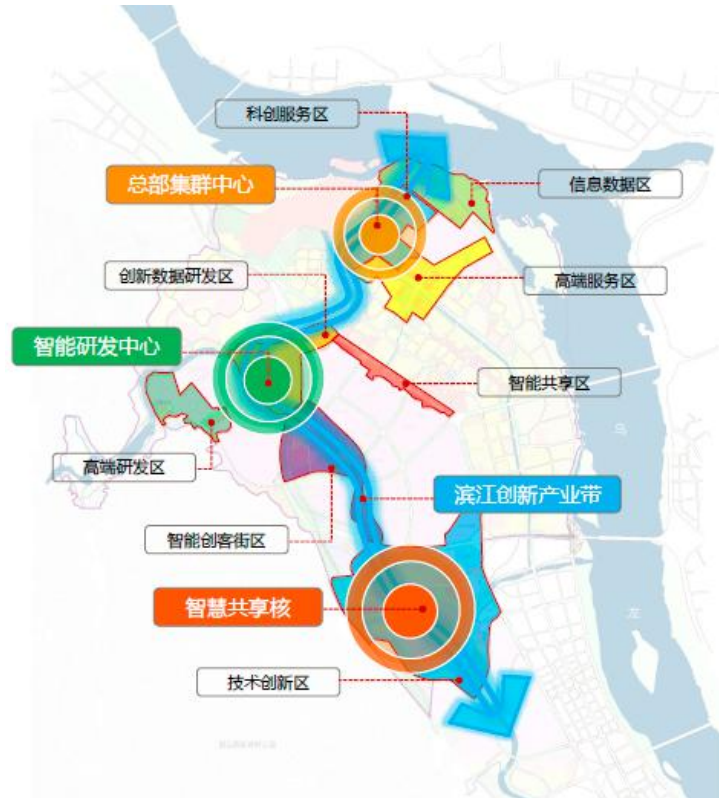 科创服务区
总部集群中心
信息数据区
创新数据研发区
高端服务区
智能研发中心
智能共享区
高端研发区
滨江创新产业带
智能创客街区
智慧共享核
技术创新区
乌
龙